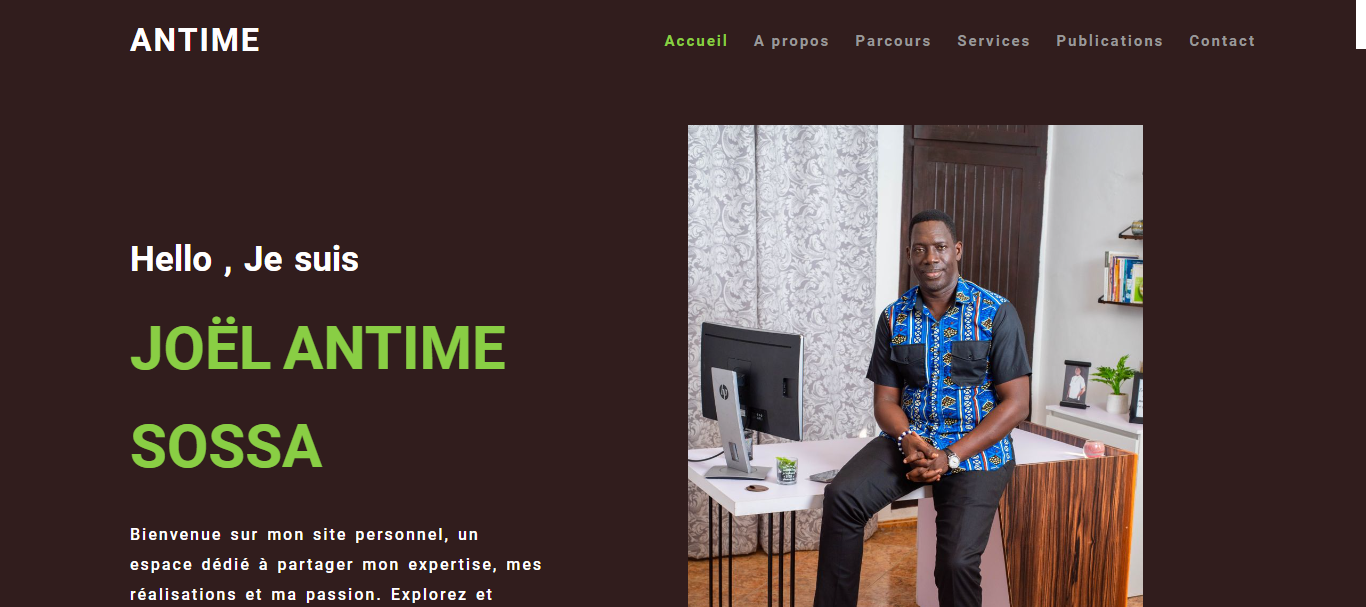 ANTIME
Accueil A propos Parcours Services Publications Contact
Hello , Je suis
JOËL ANTIME
SOSSA
Bienvenue sur mon site personnel, un
espace dédié à partager mon expertise, mes
réalisations et ma passion. Explorez et
hp